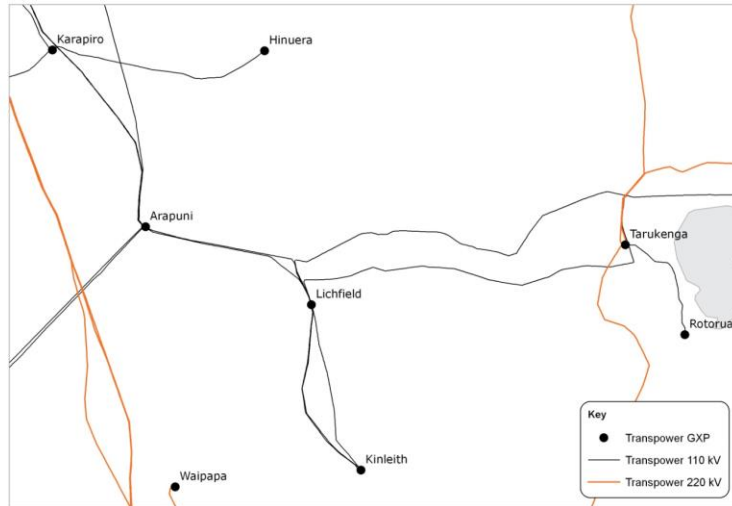 Karapiro
Hinuera
Arapuni
Tarukenga
Lichfield
Rotorua
Kinleith
Waipapa
Key
Transpower GXP
Transpower 110 kV
Transpower 220 kV